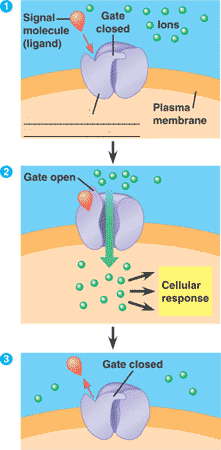 1
Signal
molecule
(ligand)
Gate
closed
Ions
Plasma
membrane
2
Gate open
Cellular
response
3
Gate closed